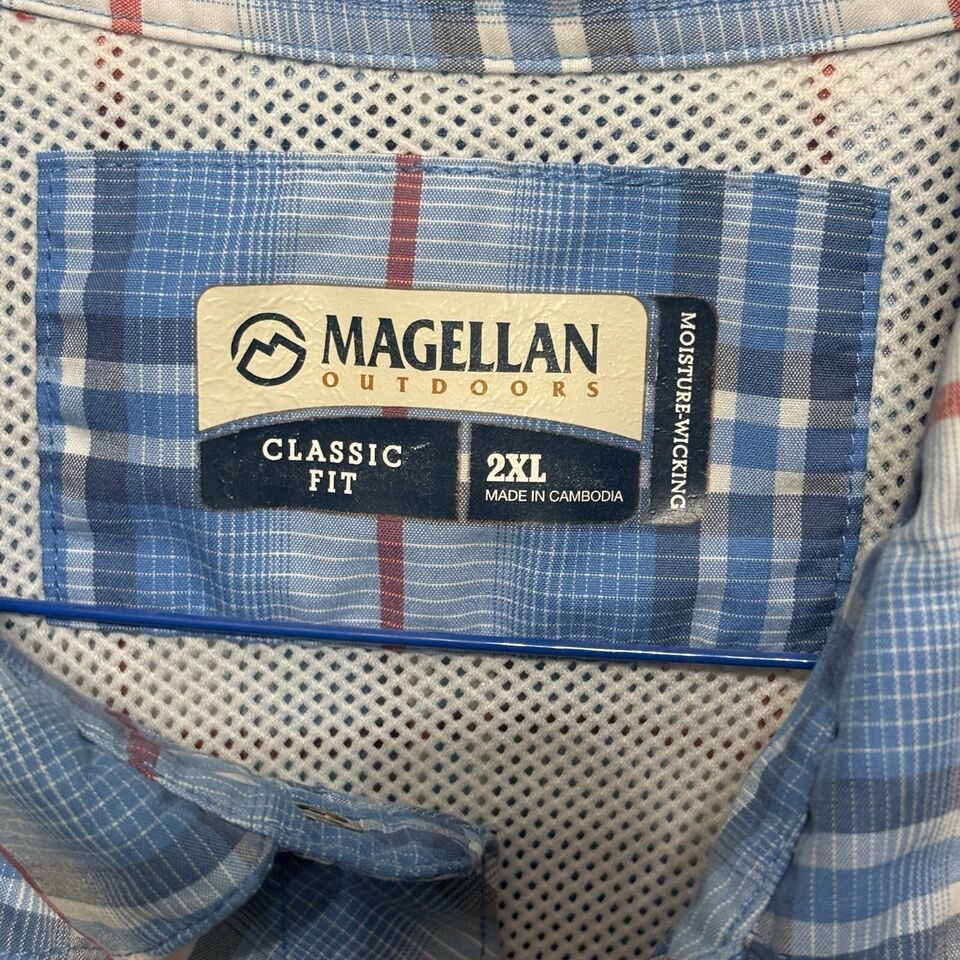 MAGELLAN
OUTDOORS
CLASSIC
FIT
2XL
MADE IN CAMBODIA
MOISTURE-WICKING